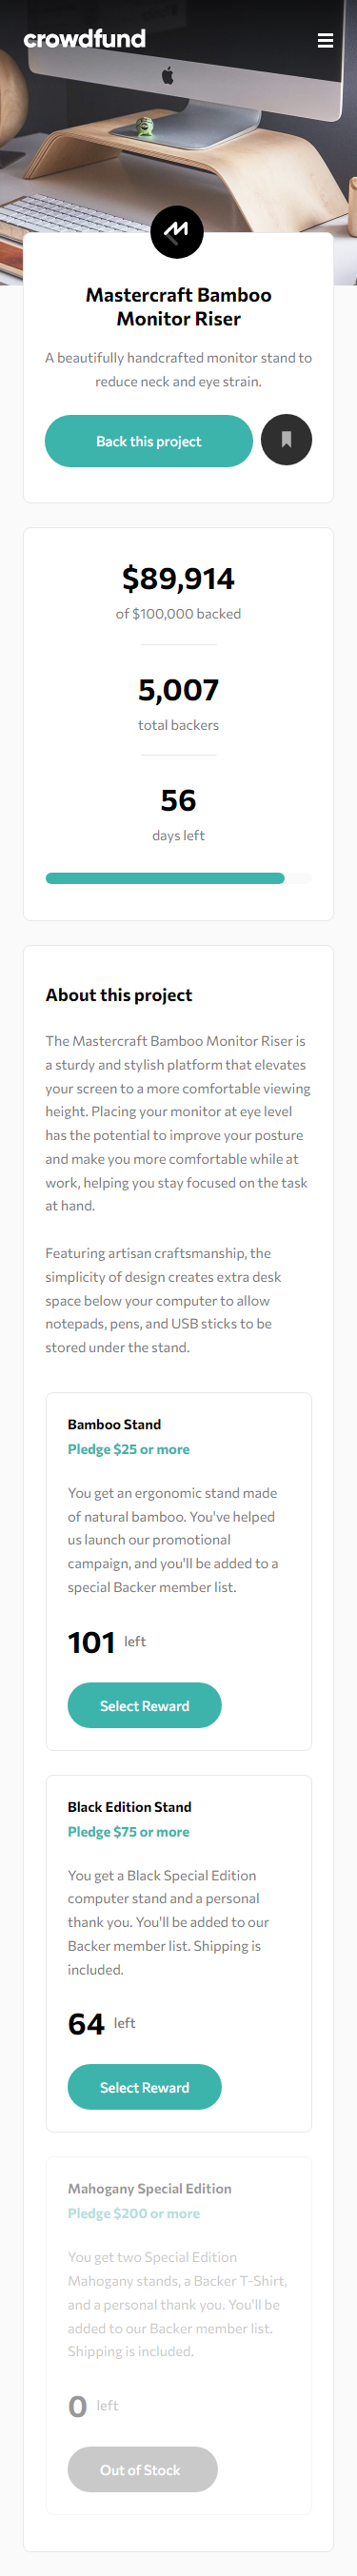 crowdfund
Mastercraft Bamboo
Monitor Riser
A beautifully handcrafted monitor stand to
reduce neck and eye strain.
Back this project
$89,914
of $100,000 backed
5,007
total backers
56
days left
About this project
The Mastercraft Bamboo Monitor Riser is
a sturdy and stylish platform that elevates
your screen to a more comfortable viewing
height. Placing your monitor at eye level
has the potential to improve your posture
and make you more comfortable while at
work, helping you stay focused on the task
at hand.
Featuring artisan craftsmanship, the
simplicity of design creates extra desk
space below your computer to allow
notepads, pens, and USB sticks to be
stored under the stand.
Bamboo Stand
Pledge $25 or more
You get an ergonomic stand made
of natural bamboo. You've helped
us launch our promotional
campaign, and you'll be added to a
special Backer member list.
101 left
Select Reward
Black Edition Stand
Pledge $75 or more
You get a Black Special Edition
computer stand and a personal
thank you. You'll be added to our
Backer member list. Shipping is
included.
64 left
Select Reward
Mahogany Special Edition
Pledge $200 or more
You get two Special Edition
Mahogany stands, a Backer T-Shirt,
and a personal thank you. You'll be
added to our Backer member list.
Shipping is included.
0 left
Out of Stock